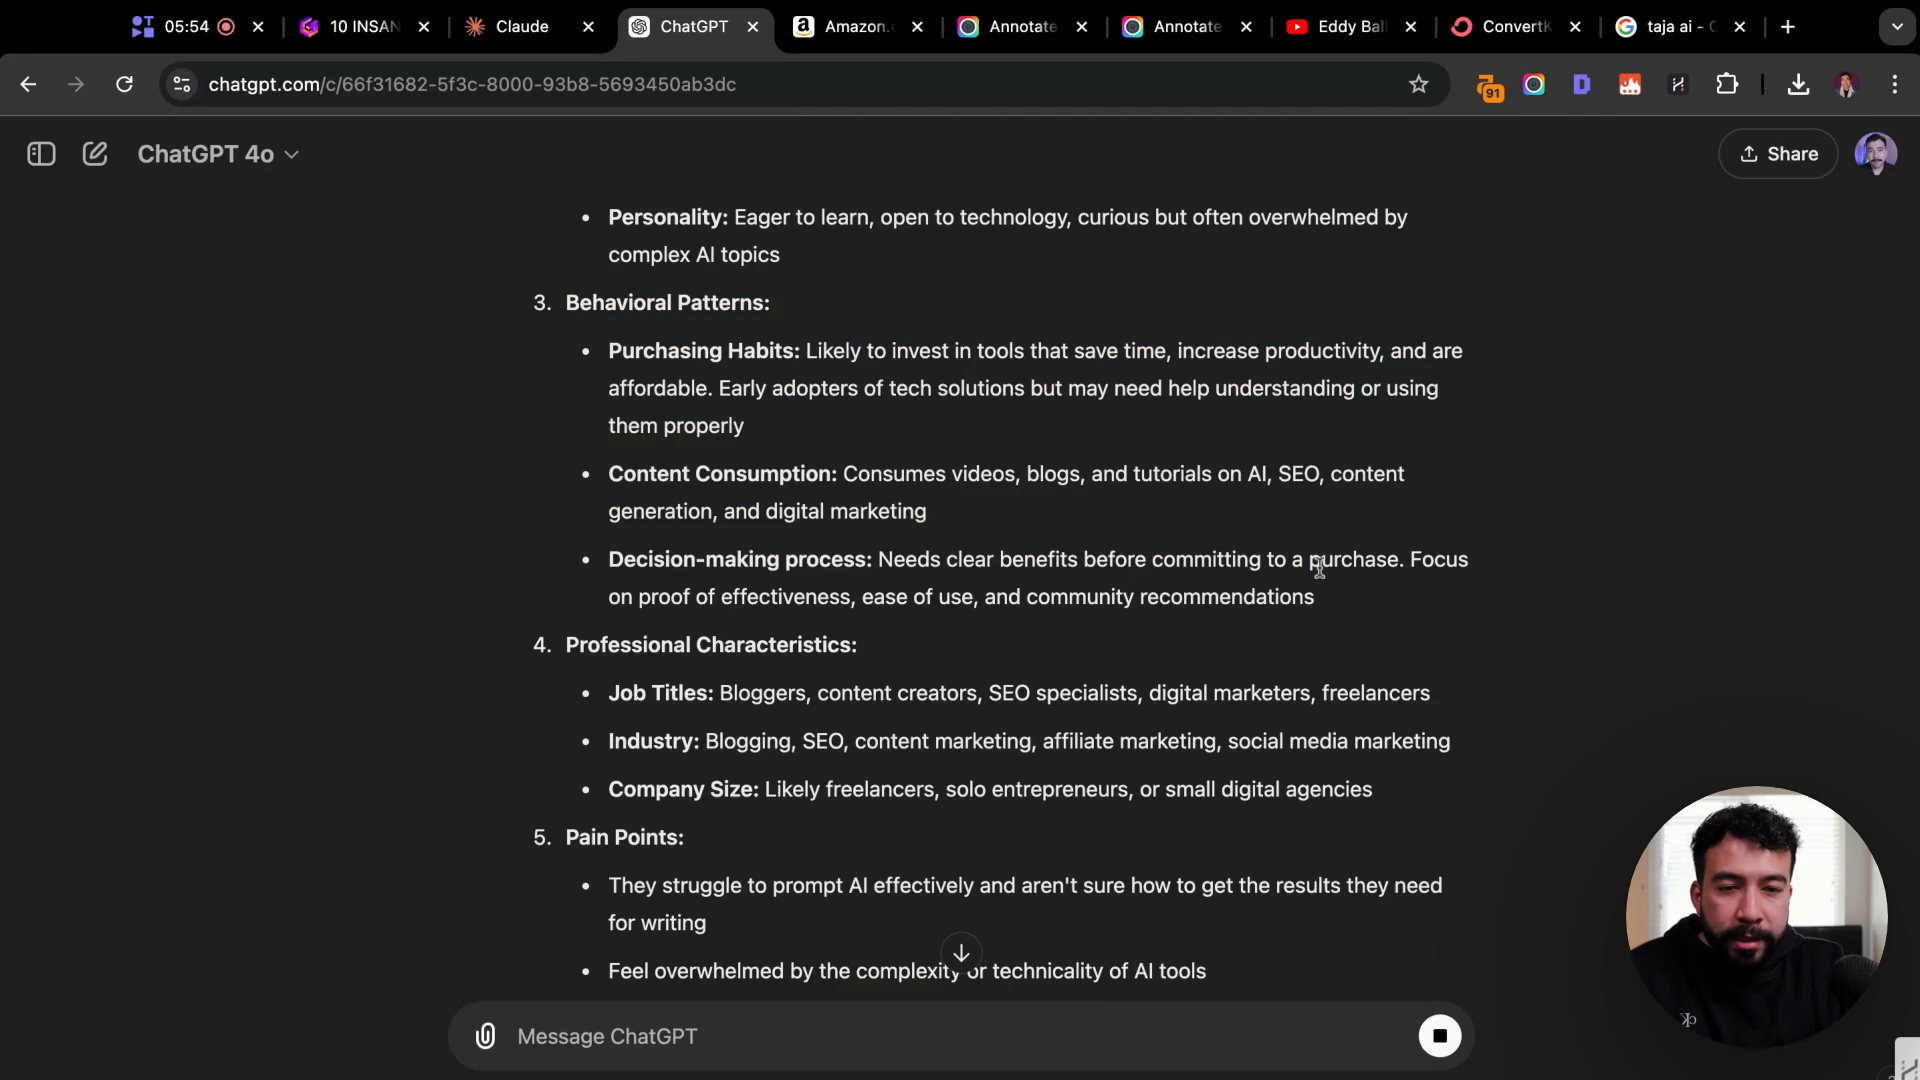 05:54
10 INSAN
Claude
ChatGPT
Amazon.
Annotate
Annotate
Eddy Ball
ConvertK
taja ai - G
chatgpt.com/c/66f31682-5f3c-8000-93b8-5693450ab3dc
91
ChatGPT 4o
Share
• Personality: Eager to learn, open to technology, curious but often overwhelmed by
complex AI topics
3. Behavioral Patterns:
• Purchasing Habits: Likely to invest in tools that save time, increase productivity, and are
affordable. Early adopters of tech solutions but may need help understanding or using
them properly
• Content Consumption: Consumes videos, blogs, and tutorials on AI, SEO, content
generation, and digital marketing
• Decision-making process: Needs clear benefits before committing to a purchase. Focus
on proof of effectiveness, ease of use, and community recommendations
4. Professional Characteristics:
• Job Titles: Bloggers, content creators, SEO specialists, digital marketers, freelancers
• Industry: Blogging, SEO, content marketing, affiliate marketing, social media marketing
• Company Size: Likely freelancers, solo entrepreneurs, or small digital agencies
5. Pain Points:
• They struggle to prompt AI effectively and aren't sure how to get the results they need
for writing
• Feel overwhelmed by the complexity or technicality of AI tools
Message ChatGPT